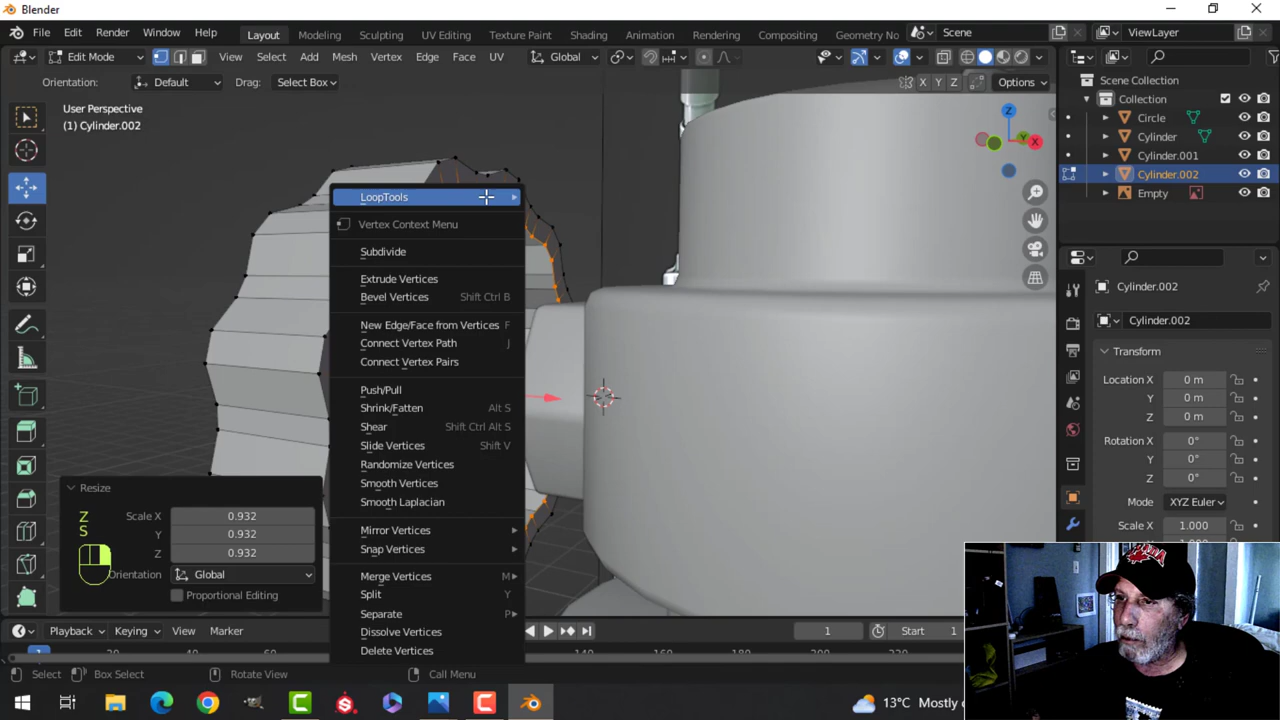 Blender
File Edit Render Window Help Layout Modeling Sculpting UV Editing Texture Paint Shading Animation Rendering Compositing Geometry No Scene ViewLayer
Edit Mode View Select Add Mesh Vertex Edge Face UV Global
Orientation: Default Drag: Select Box X Y Z Options
User Perspective
(1) Cylinder.002
Z
Y
X
Scene Collection
Collection
Circle
Cylinder
Cylinder.001
Cylinder.002
Empty
LoopTools
Vertex Context Menu
Subdivide
Extrude Vertices
Bevel Vertices Shift Ctrl B
New Edge/Face from Vertices F
Connect Vertex Path J
Connect Vertex Pairs
Push/Pull
Shrink/Fatten Alt S
Shear Shift Ctrl Alt S
Slide Vertices Shift V
Randomize Vertices
Smooth Vertices
Smooth Laplacian
Mirror Vertices
Snap Vertices
Merge Vertices M
Split Y
Separate P
Dissolve Vertices
Delete Vertices
Cylinder.002
Cylinder.002
Transform
Location X 0 m
Y 0 m
Z 0 m
Rotation X 0°
Y 0°
Z 0°
Mode XYZ Euler
Scale X 1.000
Resize
Z
S
Scale X 0.932
Y 0.932
Z 0.932
Orientation Global
Proportional Editing
Playback Keying View Marker 1 Start 1
1 20 60 140 160 180 200 220
Select Box Select Rotate View Call Menu
13°C Mostly c